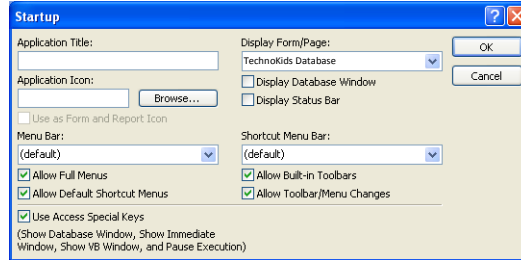 Startup
Application Title:
Display Form/Page:
OK
TechnoKids Database
Application Icon:
Display Database Window
Cancel
Browse...
Display Status Bar
Use as Form and Report Icon
Menu Bar:
Shortcut Menu Bar:
(default)
(default)
Allow Full Menus
Allow Built-in Toolbars
Allow Default Shortcut Menus
Allow Toolbar/Menu Changes
Use Access Special Keys
(Show Database Window, Show Immediate
Window, Show VB Window, and Pause Execution)